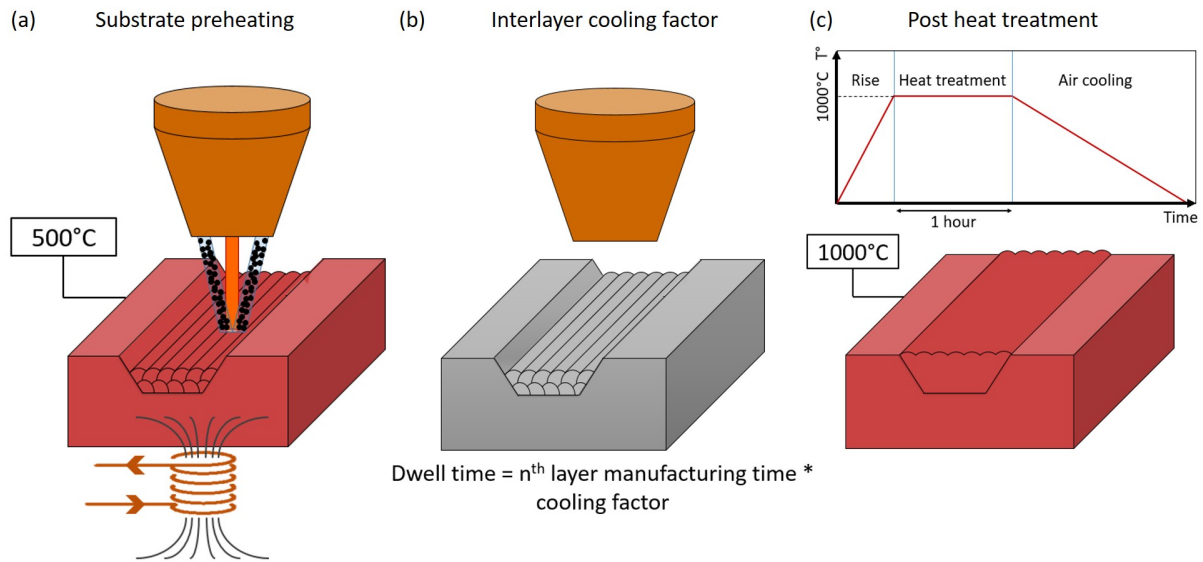 (a) Substrate preheating
500°C
(b) Interlayer cooling factor
Dwell time = nth layer manufacturing time *
cooling factor
(c) Post heat treatment
T°
1000°C
Rise
Heat treatment
Air cooling
1 hour
Time
1000°C